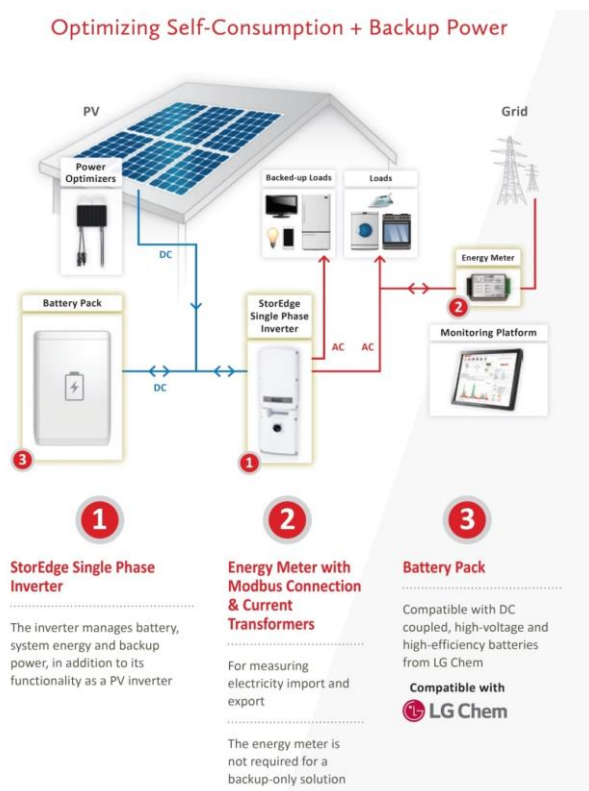 Optimizing Self-Consumption + Backup Power
PV
Grid
Power
Optimizers
Backed-up Loads
Loads
DC
Energy Meter
2
Battery Pack
StorEdge
Single Phase
Inverter
Monitoring Platform
AC
AC
DC
3
1
1
2
3
StorEdge Single Phase
Inverter
The inverter manages battery,
system energy and backup
power, in addition to its
functionality as a PV inverter
Energy Meter with
Modbus Connection
& Current
Transformers
For measuring
electricity import and
export
The energy meter is
not required for a
backup-only solution
Battery Pack
Compatible with DC
coupled, high-voltage and
high-efficiency batteries
from LG Chem
Compatible with
LG Chem